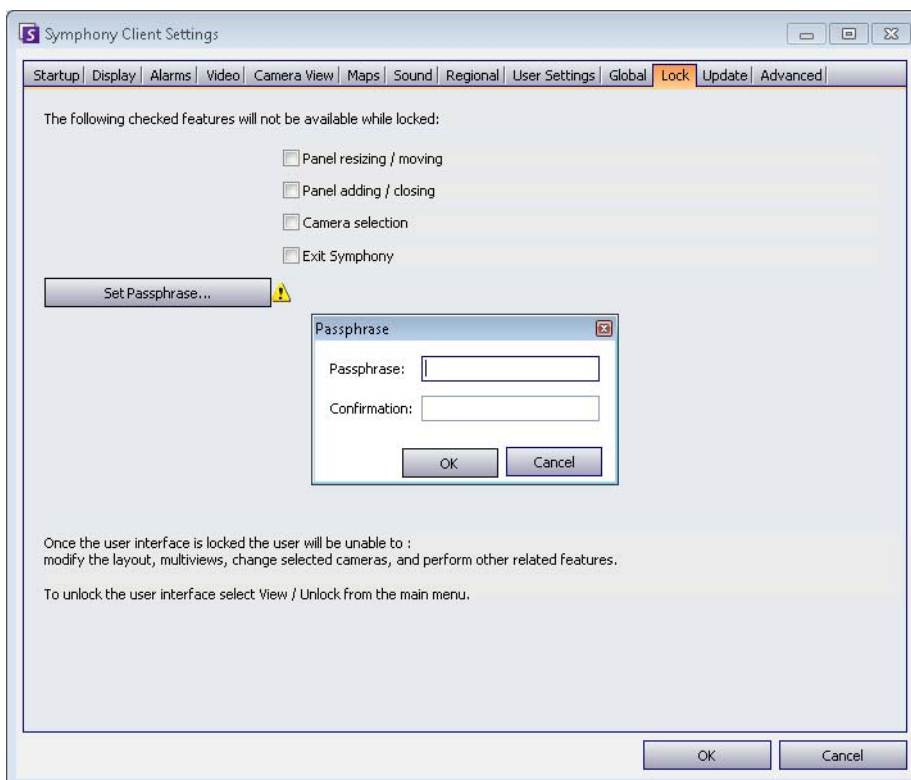 Symphony Client Settings
Startup Display Alarms Video Camera View Maps Sound Regional User Settings Global Lock Update Advanced
The following checked features will not be available while locked:
Panel resizing / moving
Panel adding / closing
Camera selection
Exit Symphony
Set Passphrase...
Passphrase
Passphrase:
Confirmation:
OK Cancel
Once the user interface is locked the user will be unable to :
modify the layout, multiviews, change selected cameras, and perform other related features.
To unlock the user interface select View / Unlock from the main menu.
OK Cancel